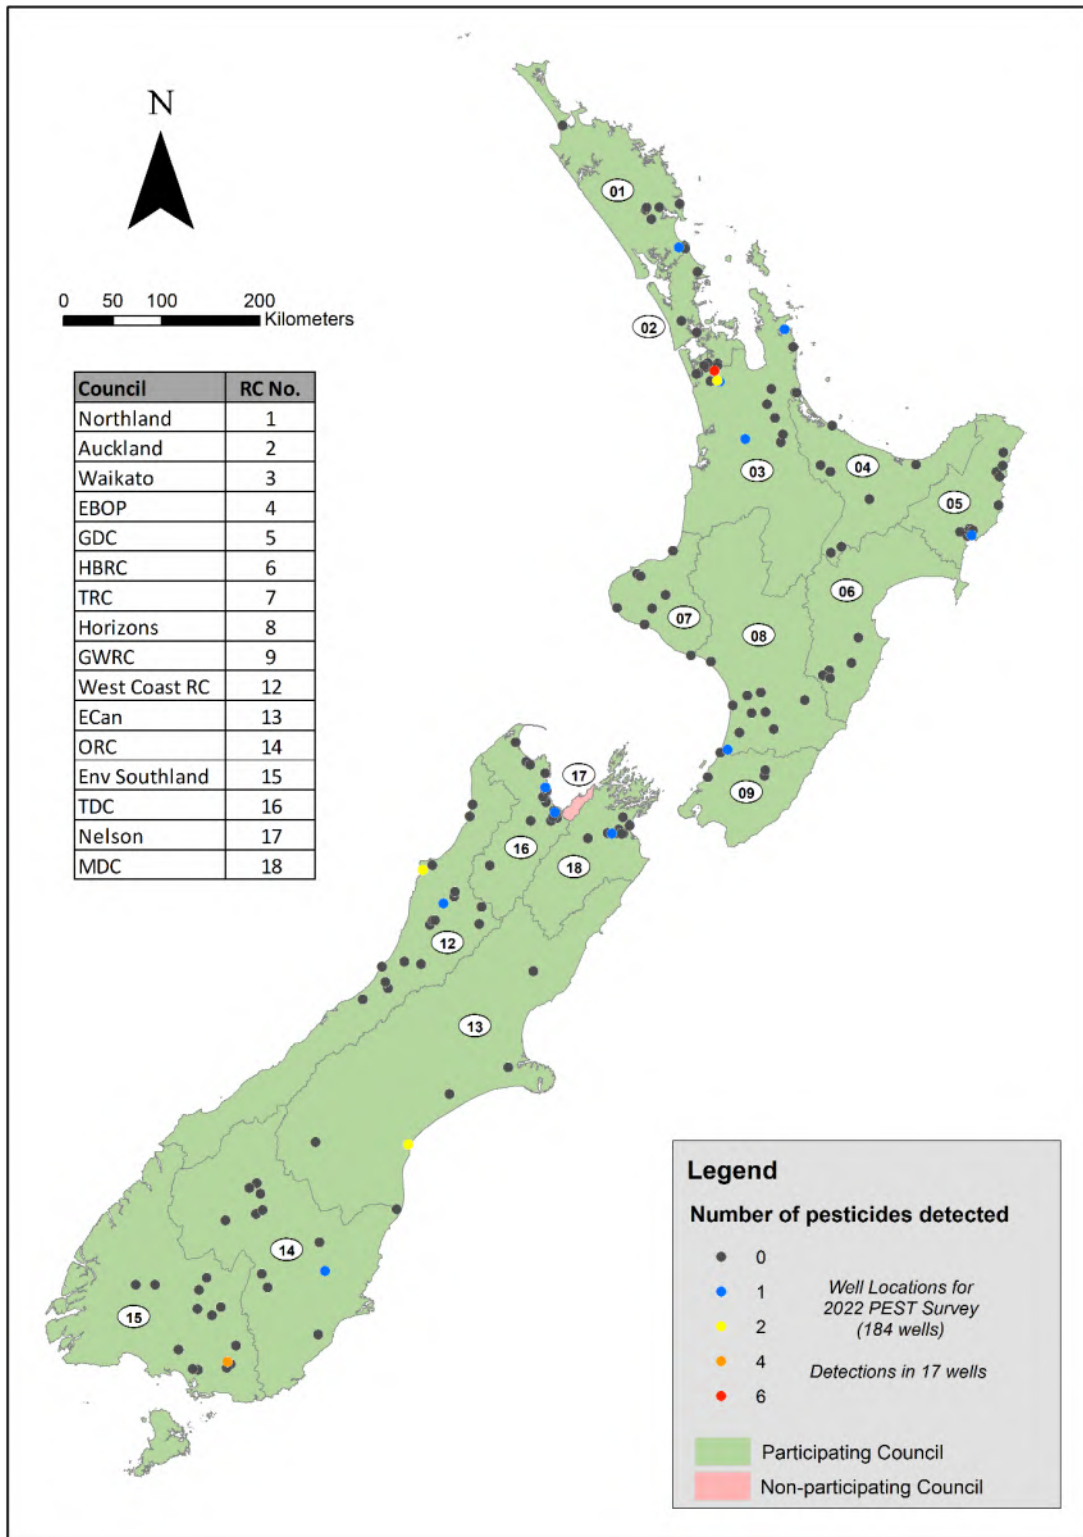 N
0 50 100 200
Kilometers
Council RC No.
Northland 1
Auckland 2
Waikato 3
EBOP 4
GDC 5
HBRC 6
TRC 7
Horizons 8
GWRC 9
West Coast RC 12
ECan 13
ORC 14
Env Southland 15
TDC 16
Nelson 17
MDC 18
01
02
03
04
05
06
07
08
09
17
16
18
12
13
14
15
Legend
Number of pesticides detected
0
1
2
4
6
Well Locations for
2022 PEST Survey
(184 wells)
Detections in 17 wells
Participating Council
Non-participating Council